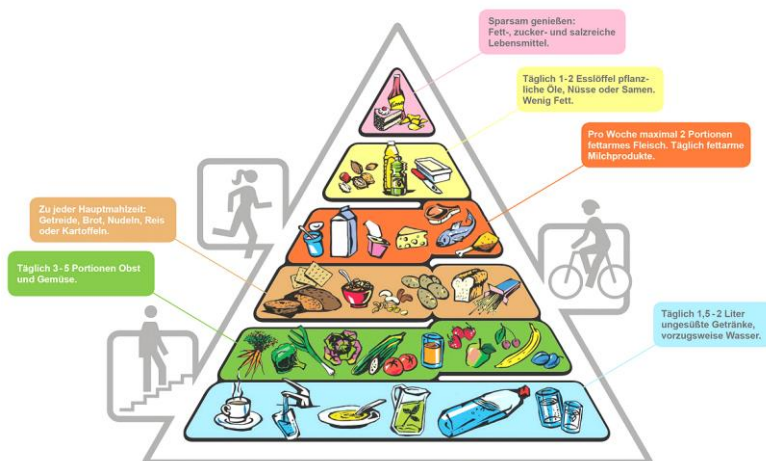 Sparsam genießen:
Fett-, zucker- und salzreiche
Lebensmittel.
Täglich 1-2 Esslöffel pflanz-
liche Öle, Nüsse oder Samen.
Wenig Fett.
Pro Woche maximal 2 Portionen
fettarmes Fleisch. Täglich fettarme
Milchprodukte.
Zu jeder Hauptmahlzeit:
Getreide, Brot, Nudeln, Reis
oder Kartoffeln.
Täglich 3-5 Portionen Obst
und Gemüse.
Täglich 1,5-2 Liter
ungesüßte Getränke,
vorzugsweise Wasser.